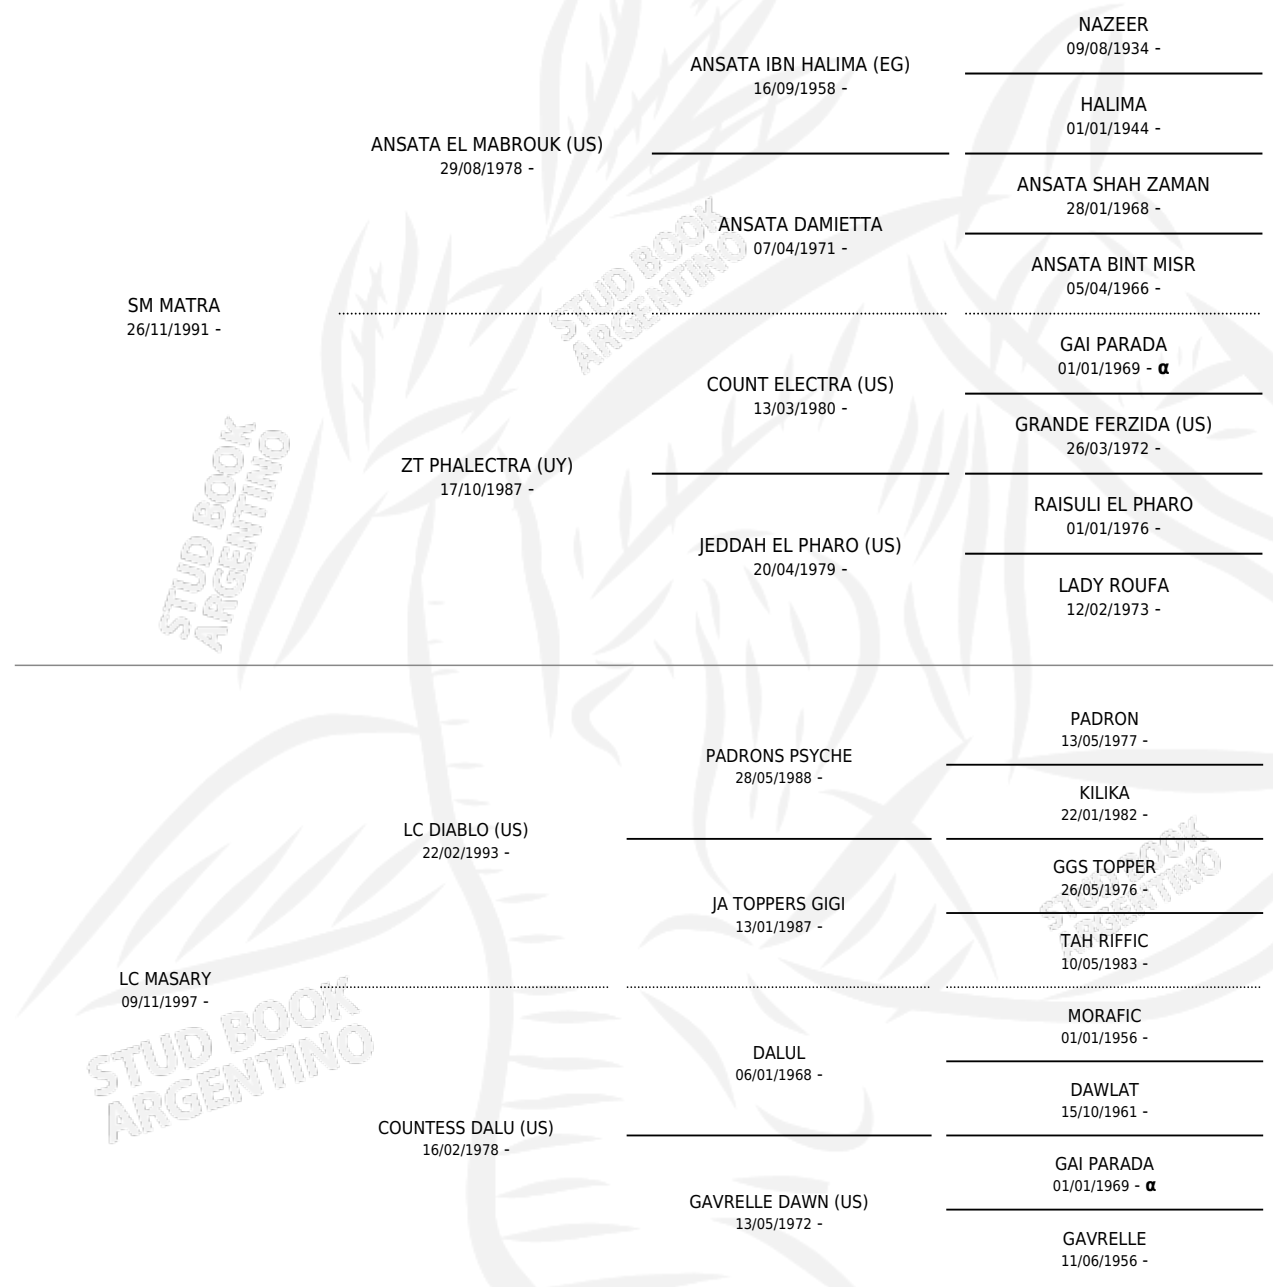 NAZEER
09/08/1934 -
ANSATA IBN HALIMA (EG)
16/09/1958 -
HALIMA
01/01/1944 -
ANSATA EL MABROUK (US)
29/08/1978 -
ANSATA SHAH ZAMAN
28/01/1968 -
ANSATA DAMIETTA
07/04/1971 -
ANSATA BINT MISR
05/04/1966 -
SM MATRA
26/11/1991 -
GAI PARADA
01/01/1969 - α
COUNT ELECTRA (US)
13/03/1980 -
GRANDE FERZIDA (US)
26/03/1972 -
ZT PHALECTRA (UY)
17/10/1987 -
RAISULI EL PHARO
01/01/1976 -
JEDDAH EL PHARO (US)
20/04/1979 -
LADY ROUFA
12/02/1973 -
STUD BOOK
ARGENTINO
STUD BOOK
ARGENTINO
PADRON
13/05/1977 -
PADRONS PSYCHE
28/05/1988 -
KILIKA
22/01/1982 -
LC DIABLO (US)
22/02/1993 -
GGS TOPPER
26/05/1976 -
JA TOPPERS GIGI
13/01/1987 -
TAH RIFFIC
10/05/1983 -
LC MASARY
09/11/1997 -
MORAFIC
01/01/1956 -
DALUL
06/01/1968 -
DAWLAT
15/10/1961 -
COUNTESS DALU (US)
16/02/1978 -
GAI PARADA
01/01/1969 - α
GAVRELLE DAWN (US)
13/05/1972 -
GAVRELLE
11/06/1956 -
STUD BOOK
ARGENTINO
STUD BOOK
ARGENTINO